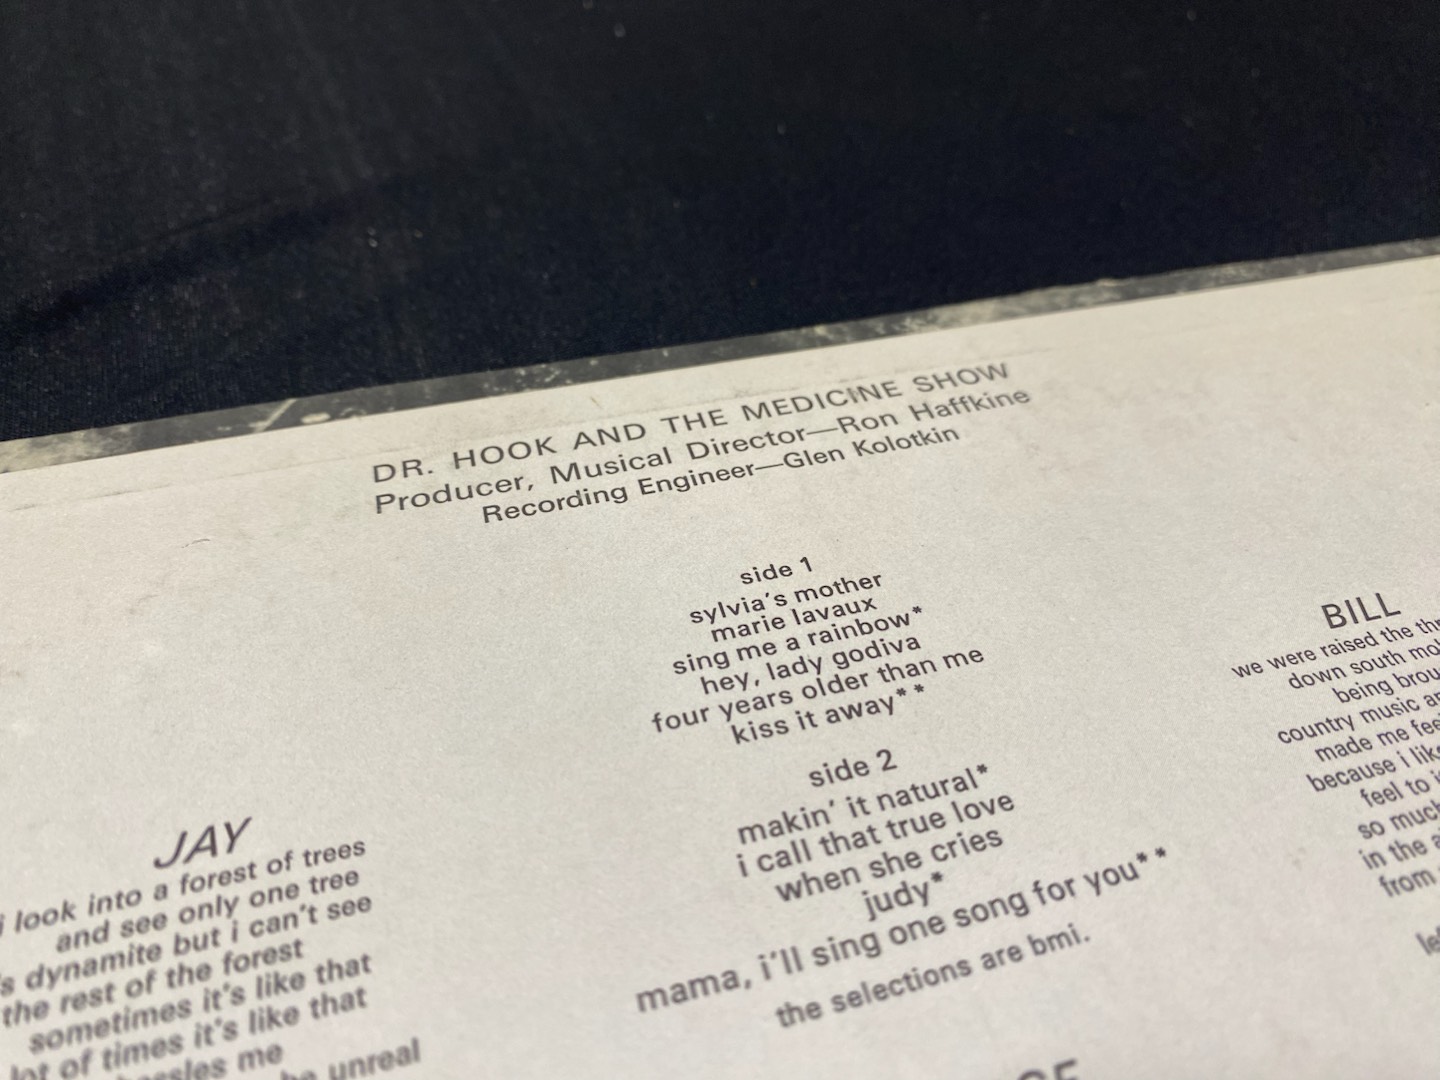 DR. HOOK AND THE MEDICINE SHOW
Producer, Musical Director—Ron Haffkine
Recording Engineer—Glen Kolotkin
side 1
sylvia's mother
marie lavaux
sing me a rainbow*
hey, lady godiva
four years older than me
kiss it away**
side 2
makin' it natural*
i call that true love
when she cries
judy*
mama, i'll sing one song for you**
the selections are bmi.
JAY
i look into a forest of trees
and see only one tree
dynamite but i can't see
the rest of the forest
sometimes it's like that
lot of times it's like that
me
unreal
BILL
we were raised the
down south
being
country music
made me
because i
feel to
so much
in the
from